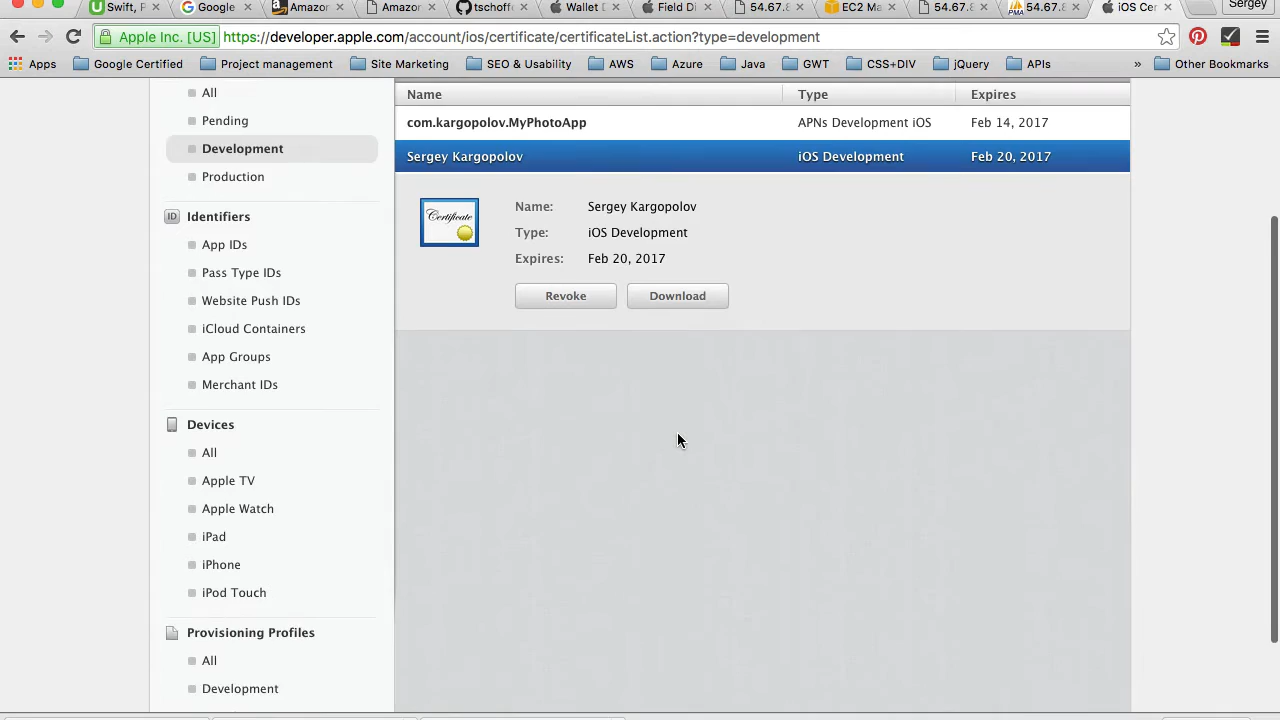 Swift, P
Google
Amazon
Amazon
tschoff
Wallet
Field Di
54.67.
EC2 Ma
54.67.
54.67.
iOS Cer
Sergey
Apple Inc. [US] https://developer.apple.com/account/ios/certificate/certificateList.action?type=development
Apps Google Certified Project management Site Marketing SEO & Usability AWS Azure Java GWT CSS+DIV jQuery APIs » Other Bookmarks
All
Pending
Development
Production
ID Identifiers
App IDs
Pass Type IDs
Website Push IDs
iCloud Containers
App Groups
Merchant IDs
Devices
All
Apple TV
Apple Watch
iPad
iPhone
iPod Touch
Provisioning Profiles
All
Development
Name Type Expires
com.kargopolov.MyPhotoApp APNs Development iOS Feb 14, 2017
Sergey Kargopolov iOS Development Feb 20, 2017
Certificate
Name: Sergey Kargopolov
Type: iOS Development
Expires: Feb 20, 2017
Revoke Download